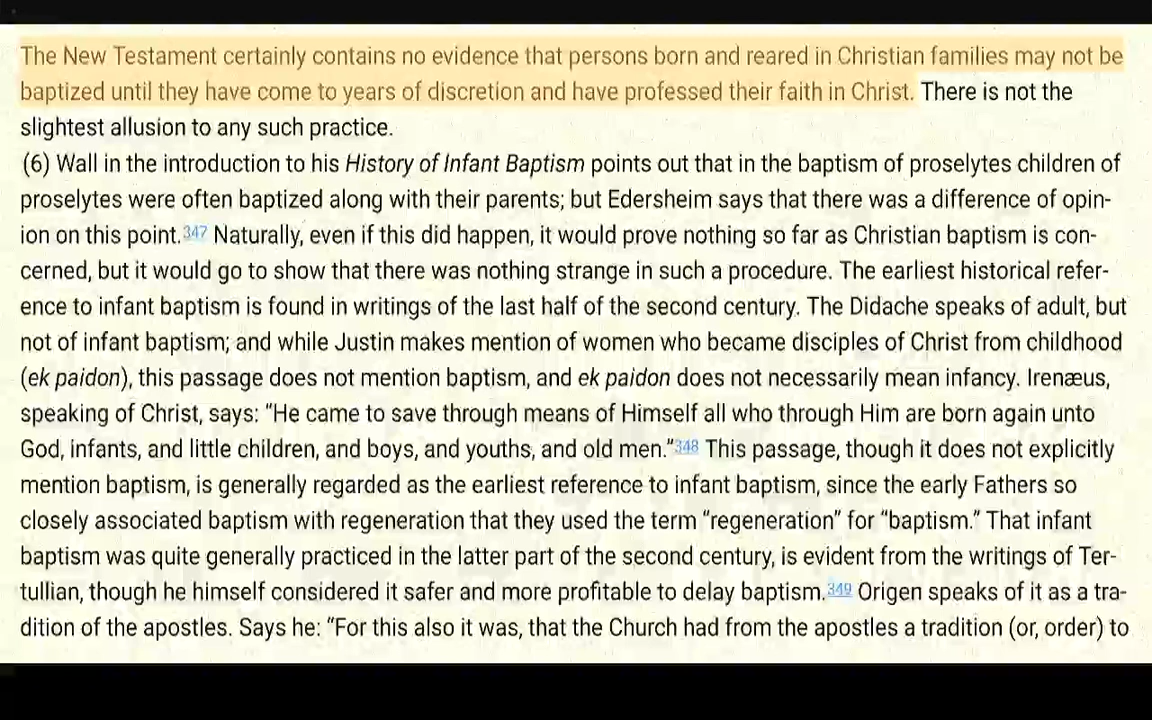 The New Testament certainly contains no evidence that persons born and reared in Christian families may not be
baptized until they have come to years of discretion and have professed their faith in Christ. There is not the
slightest allusion to any such practice.
(6) Wall in the introduction to his History of Infant Baptism points out that in the baptism of proselytes children of
proselytes were often baptized along with their parents; but Edersheim says that there was a difference of opin-
ion on this point.347 Naturally, even if this did happen, it would prove nothing so far as Christian baptism is con-
cerned, but it would go to show that there was nothing strange in such a procedure. The earliest historical refer-
ence to infant baptism is found in writings of the last half of the second century. The Didache speaks of adult, but
not of infant baptism; and while Justin makes mention of women who became disciples of Christ from childhood
(ek paidon), this passage does not mention baptism, and ek paidon does not necessarily mean infancy. Irenæus,
speaking of Christ, says: “He came to save through means of Himself all who through Him are born again unto
God, infants, and little children, and boys, and youths, and old men.”348 This passage, though it does not explicitly
mention baptism, is generally regarded as the earliest reference to infant baptism, since the early Fathers so
closely associated baptism with regeneration that they used the term “regeneration” for “baptism.” That infant
baptism was quite generally practiced in the latter part of the second century, is evident from the writings of Ter-
tullian, though he himself considered it safer and more profitable to delay baptism.349 Origen speaks of it as a tra-
dition of the apostles. Says he: “For this also it was, that the Church had from the apostles a tradition (or, order) to